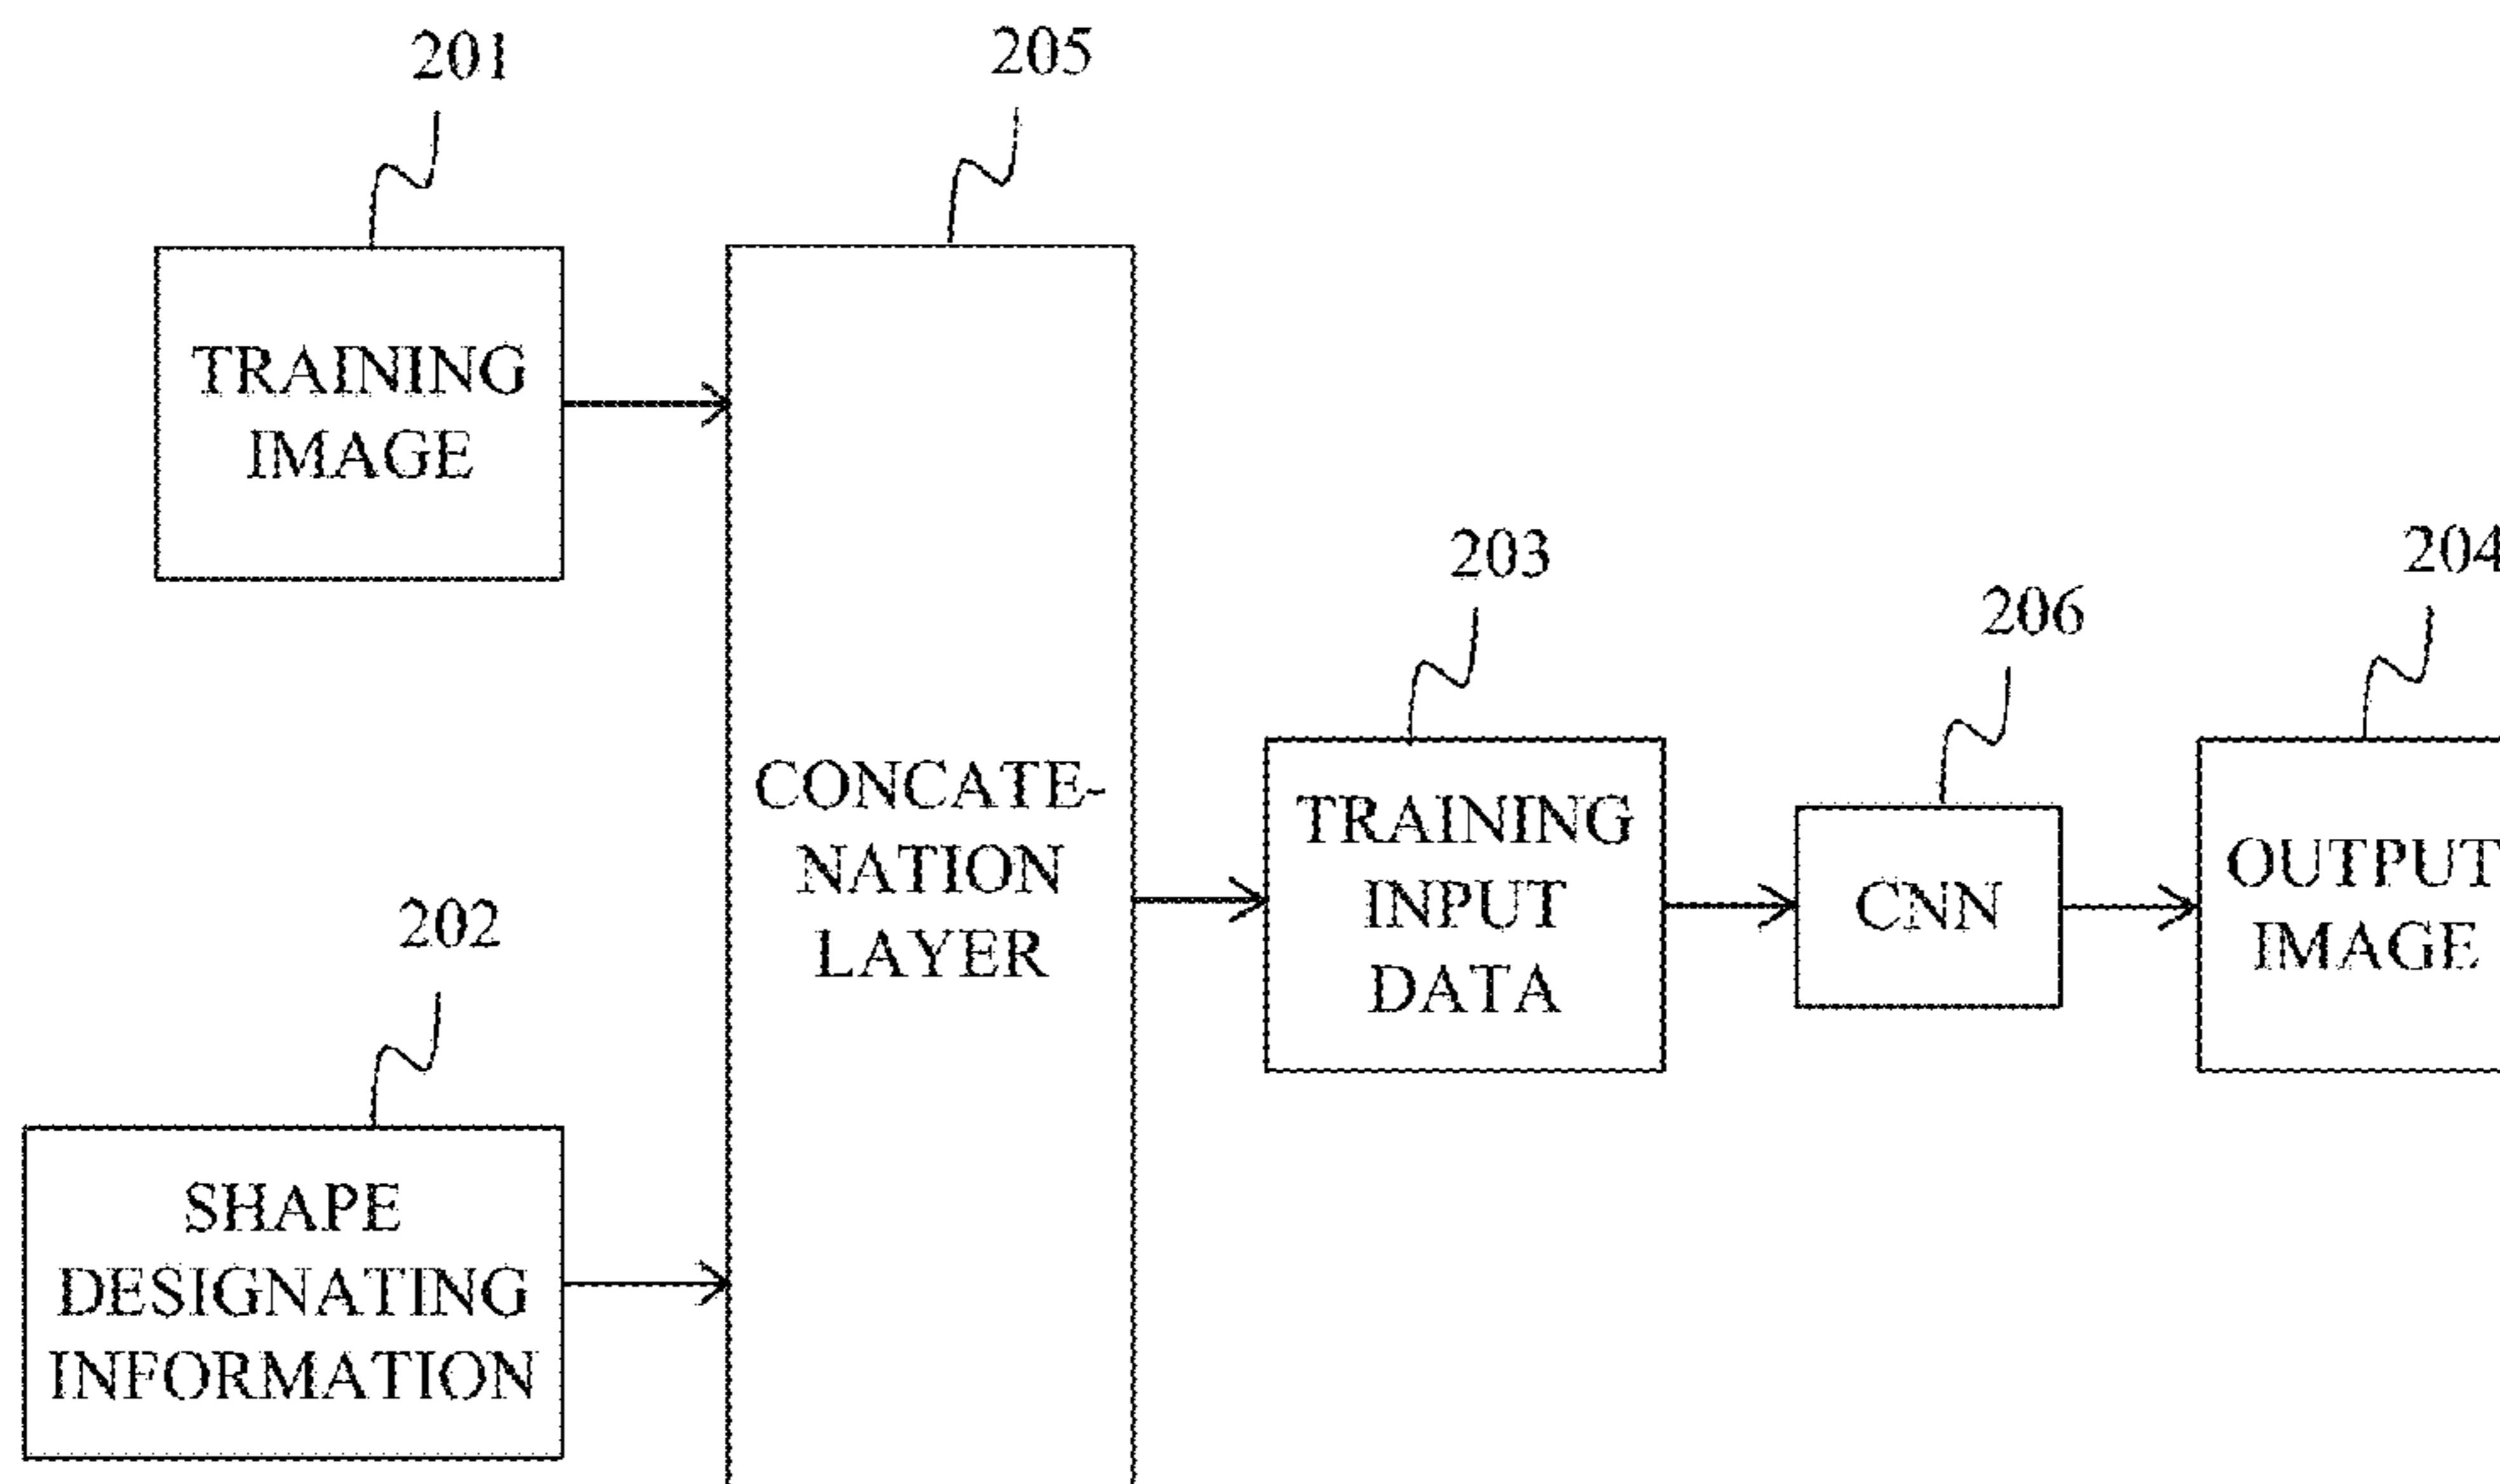 201
TRAINING
IMAGE
202
SHAPE
DESIGNATING
INFORMATION
205
CONCATE-
NATION
LAYER
203
TRAINING
INPUT
DATA
206
CNN
204
OUTPUT
IMAGE